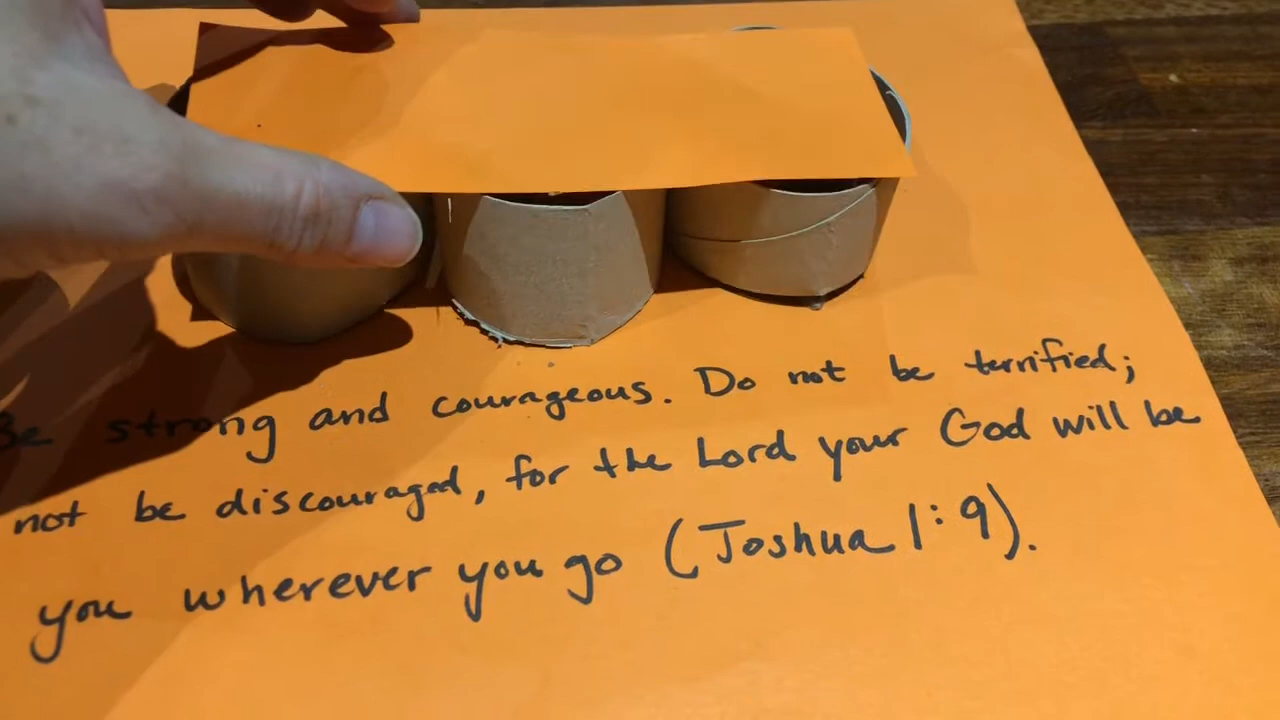 Be strong and courageous. Do not be terrified;
not be discouraged, for the Lord your God will be
you wherever you go (Joshua 1:9).